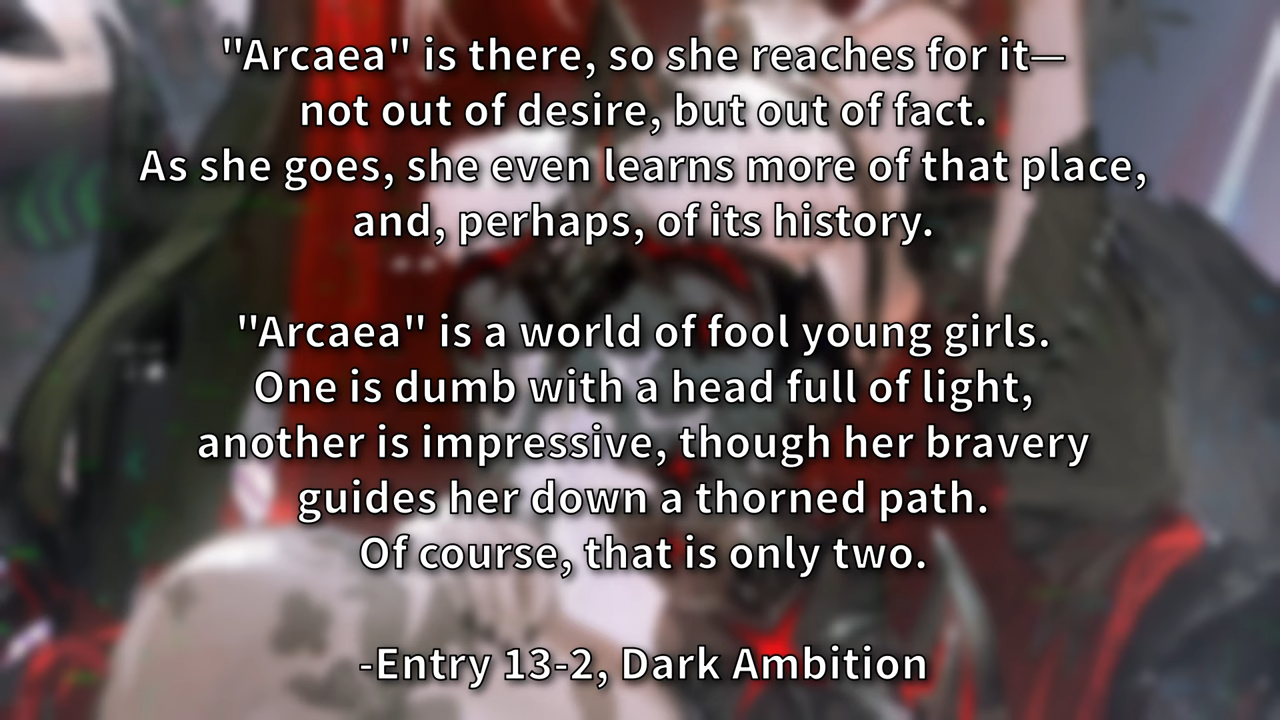 "Arcaea" is there, so she reaches for it—
not out of desire, but out of fact.
As she goes, she even learns more of that place,
and, perhaps, of its history.
"Arcaea" is a world of fool young girls.
One is dumb with a head full of light,
another is impressive, though her bravery
guides her down a thorned path.
Of course, that is only two.
-Entry 13-2, Dark Ambition